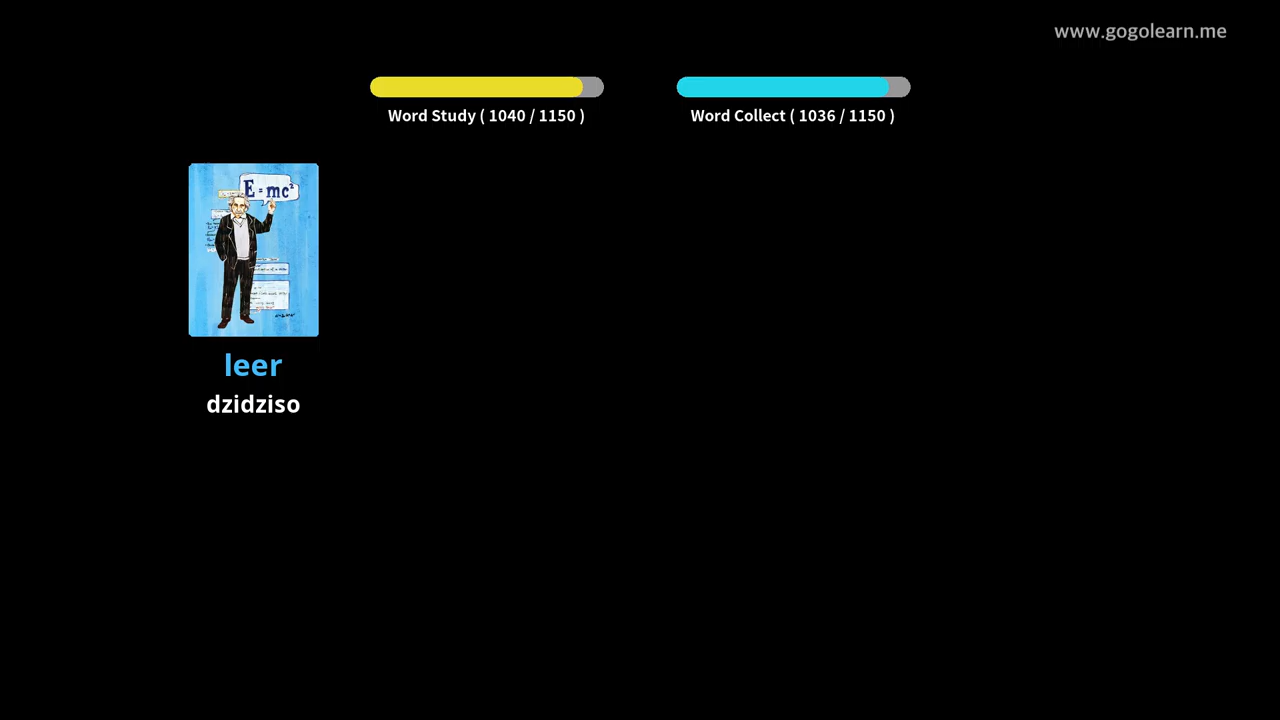 www.gogolearn.me
Word Study ( 1040 / 1150 )
Word Collect ( 1036 / 1150 )
E = mc²
leer
dzidziso